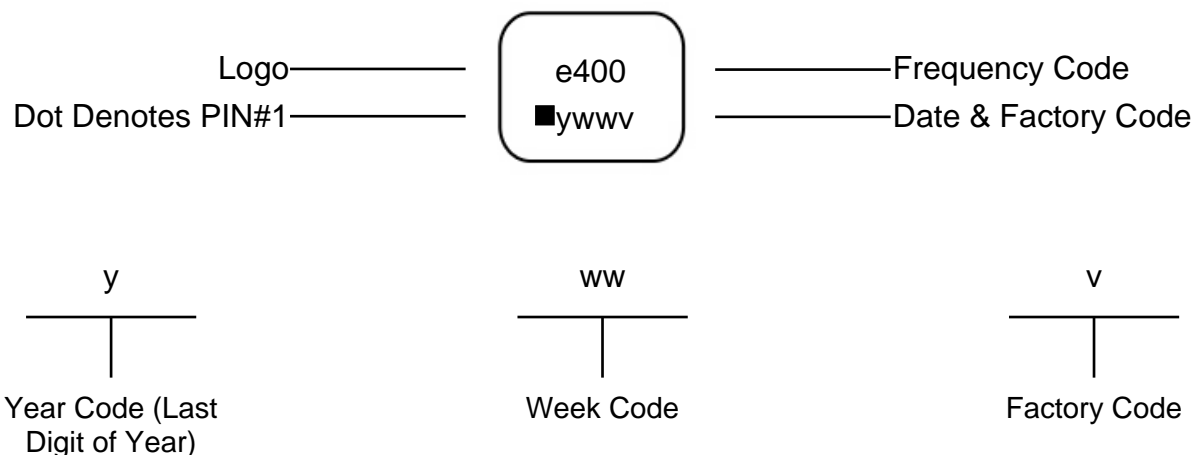 Logo e400 Frequency Code
Dot Denotes PIN#1 ywwv Date & Factory Code
y ww v
Year Code (Last
Digit of Year)
Week Code
Factory Code